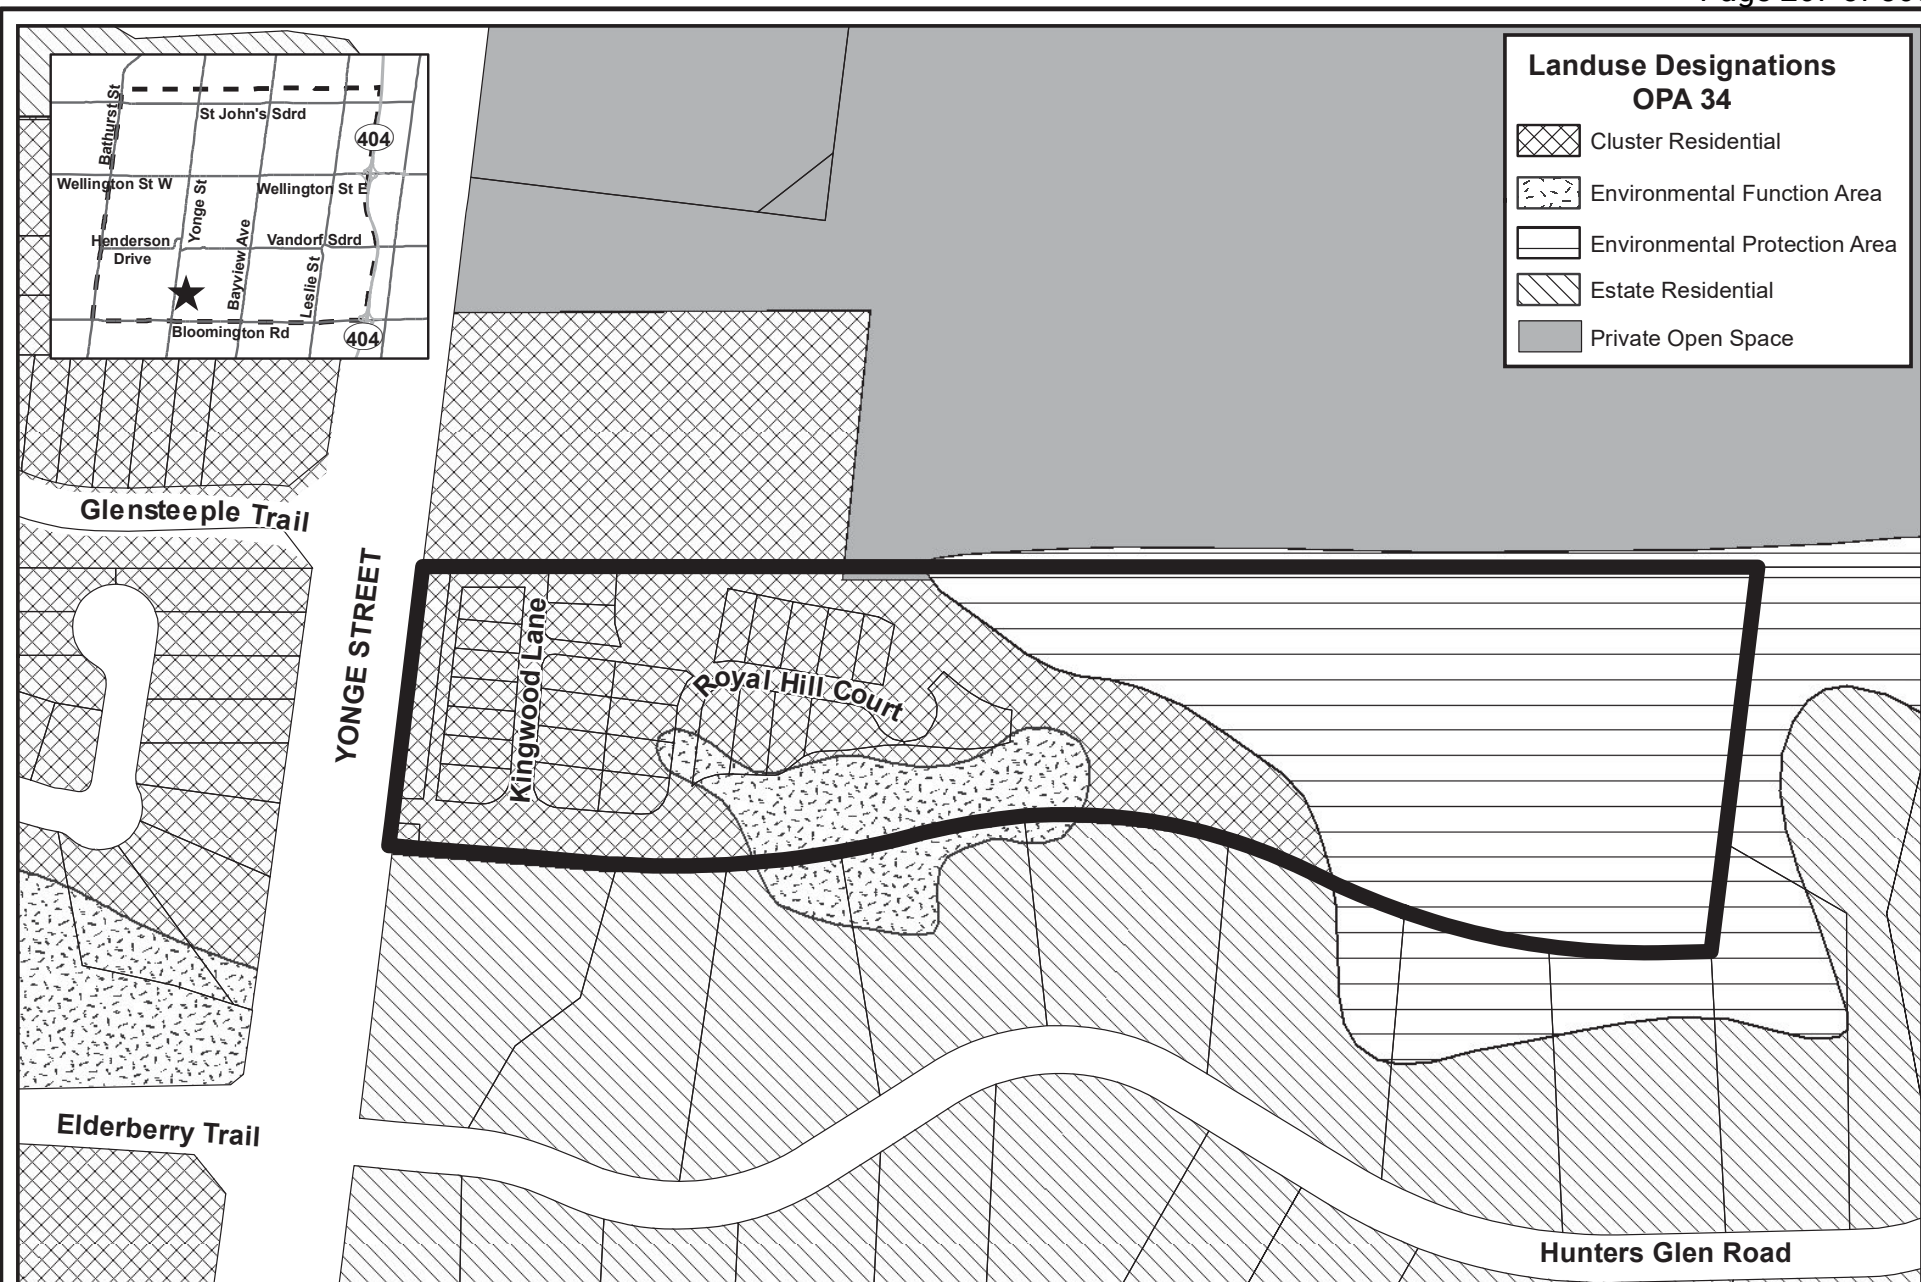 Landuse Designations
OPA 34
Cluster Residential
Environmental Function Area
Environmental Protection Area
Estate Residential
Private Open Space
Bathurst St
St John's Sdrd
404
Wellington St W
Wellington St E
Yonge St
Henderson
Drive
Bayview Ave
Vandorf Sdrd
Leslie St
Bloomington Rd
404
Glensteeple Trail
YONGE STREET
Kingwood Lane
Royal Hill Court
Elderberry Trail
Hunters Glen Road